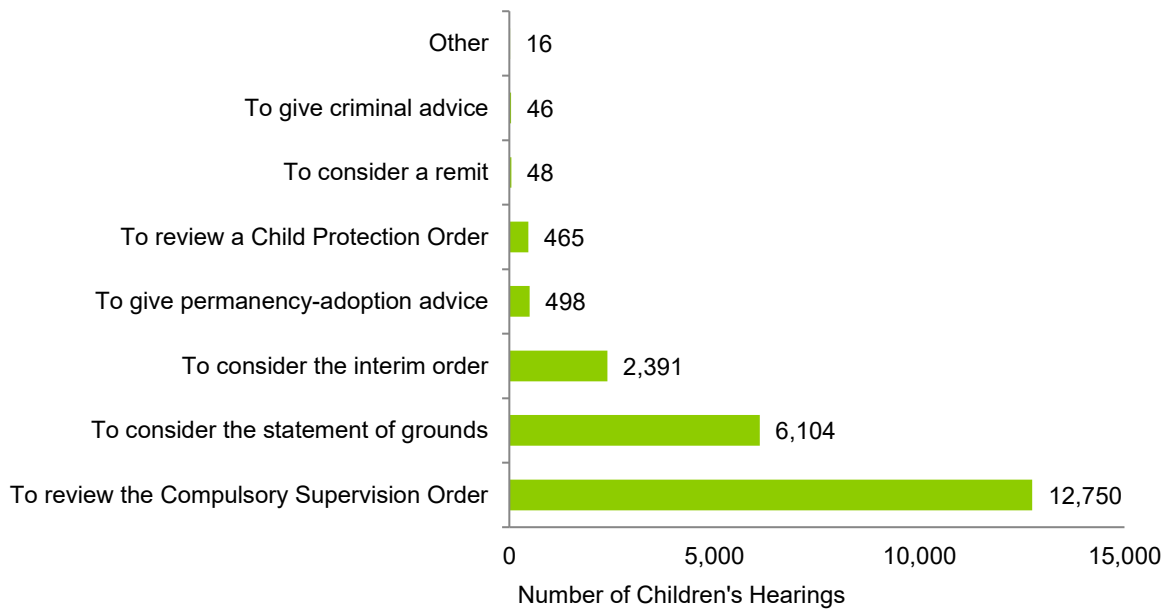 Other 16
To give criminal advice 46
To consider a remit 48
To review a Child Protection Order 465
To give permanency-adoption advice 498
To consider the interim order 2,391
To consider the statement of grounds 6,104
To review the Compulsory Supervision Order 12,750
0 5,000 10,000 15,000
Number of Children's Hearings